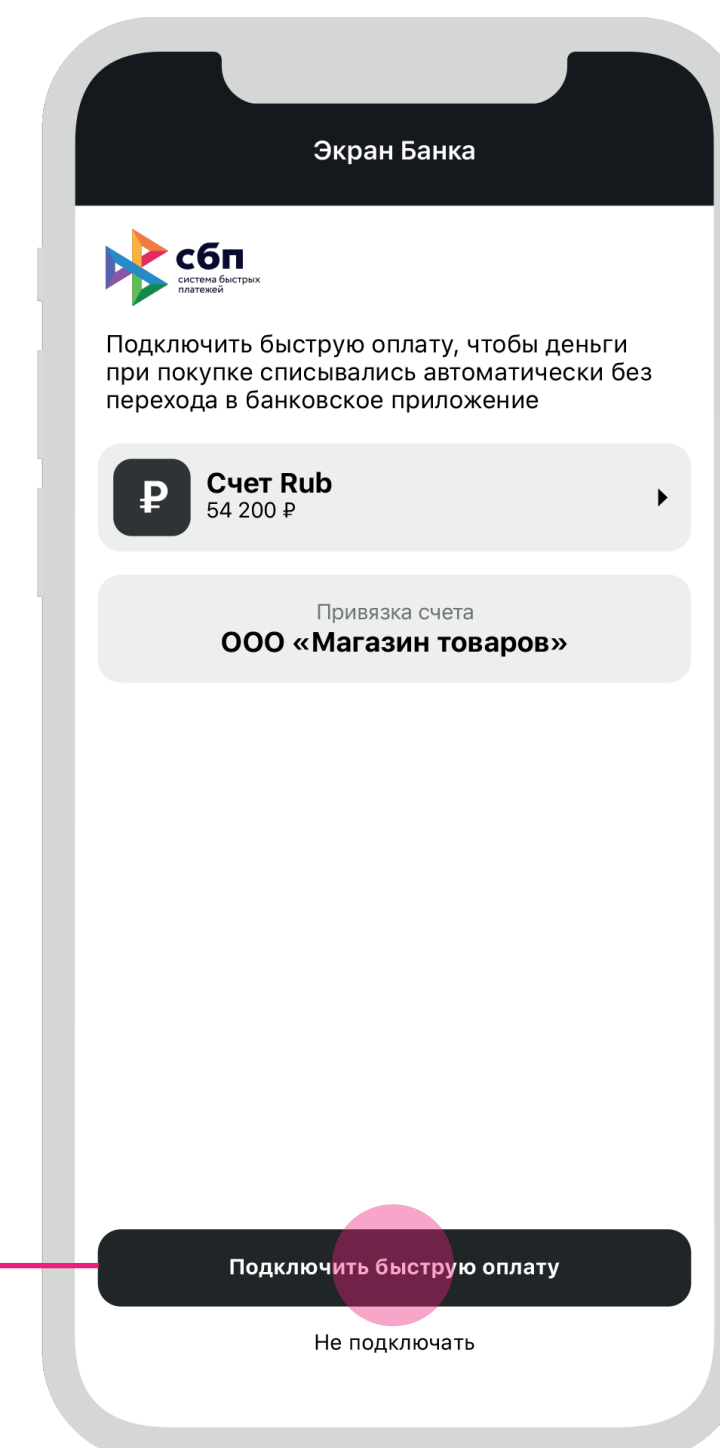 Экран Банка
сбп
система быстрых
платежей
Подключить быструю оплату, чтобы деньги
при покупке списывались автоматически без
перехода в банковское приложение
₽
Счет Rub
54 200 ₽
Привязка счета
ООО «Магазин товаров»
Подключить быструю оплату
Не подключать